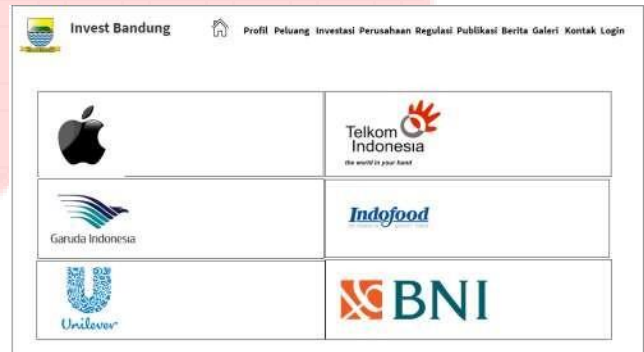 Invest Bandung
Profil Peluang Investasi Perusahaan Regulasi Publikasi Berita Galeri Kontak Login
Telkom
Indonesia
the world in your hand
Garuda Indonesia
Indofood
Unilever
BNI